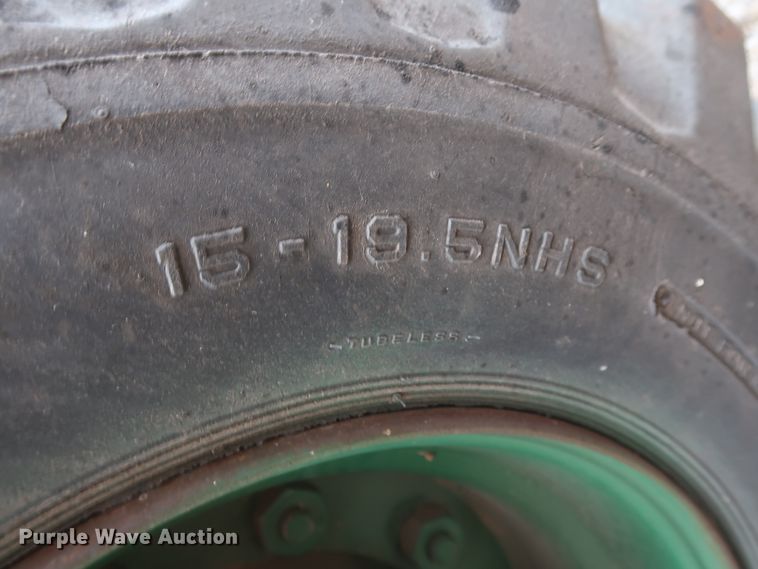 15-19.5NHS
-TUBELESS-
Purple Wave Auction®